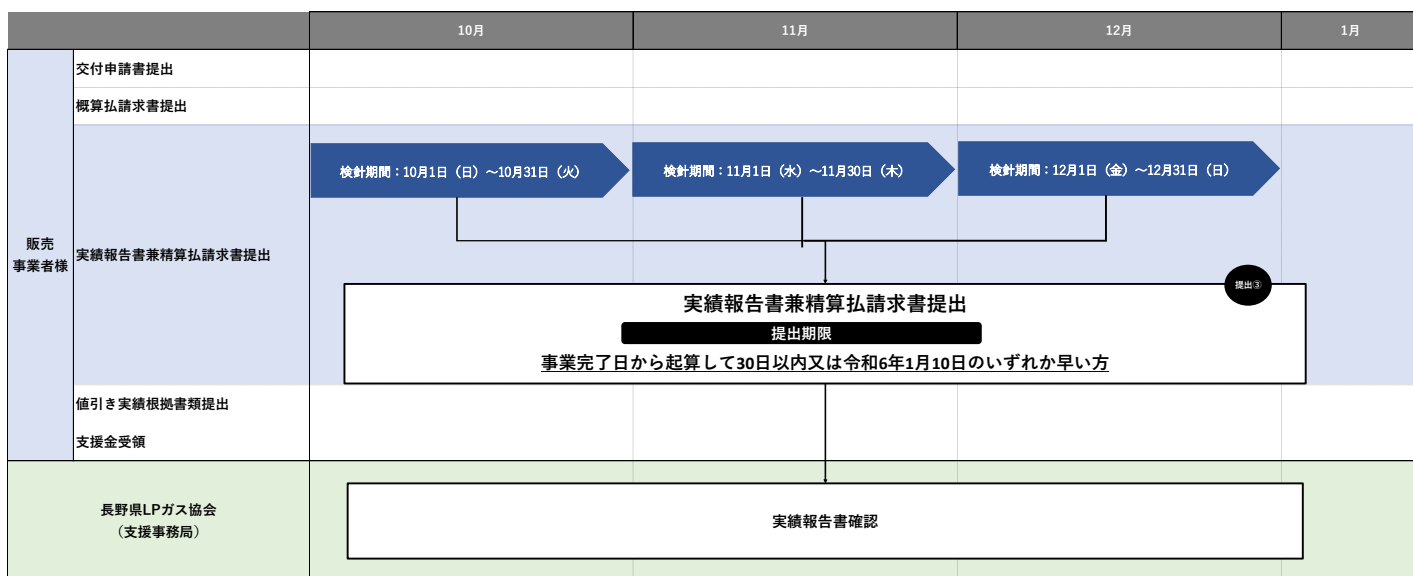 10月
11月
12月
1月
販売
事業者様
交付申請書提出
概算払請求書提出
実績報告書兼精算払請求書提出
検針期間：10月1日（日）～10月31日（火）
検針期間：11月1日（水）～11月30日（木）
検針期間：12月1日（金）～12月31日（日）
提出③
実績報告書兼精算払請求書提出
提出期限
事業完了日から起算して30日以内又は令和6年1月10日のいずれか早い方
値引き実績根拠書類提出
支援金受領
長野県LPガス協会
（支援事務局）
実績報告書確認